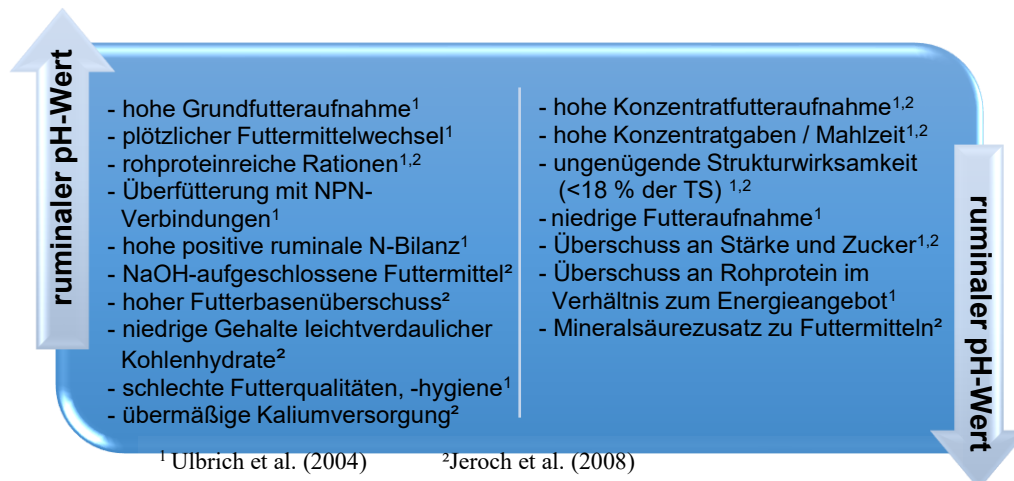 ruminaler pH-Wert
- hohe Grundfutteraufnahme¹
- plötzlicher Futtermittelwechsel¹
- rohproteinreiche Rationen¹,²
- Überfütterung mit NPN-
Verbindungen¹
- hohe positive ruminale N-Bilanz¹
- NaOH-aufgeschlossene Futtermittel²
- hoher Futterbasenüberschuss²
- niedrige Gehalte leichtverdaulicher
Kohlenhydrate²
- schlechte Futterqualitäten, -hygiene¹
- übermäßige Kaliumversorgung²
- hohe Konzentratfutteraufnahme¹,²
- hohe Konzentratgaben / Mahlzeit¹,²
- ungenügende Strukturwirksamkeit
(<18 % der TS) ¹,²
- niedrige Futteraufnahme¹
- Überschuss an Stärke und Zucker¹,²
- Überschuss an Rohprotein im
Verhältnis zum Energieangebot¹
- Mineralsäurezusatz zu Futtermitteln²
ruminaler pH-Wert
¹ Ulbrich et al. (2004) ²Jeroch et al. (2008)